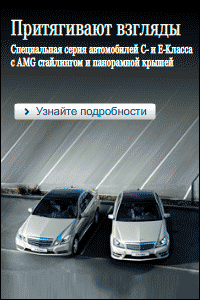 Притягивают взгляды
Специальная серия автомобилей C- и E-Класса
с AMG стайлингом и панорамной крышей
Узнайте подробности